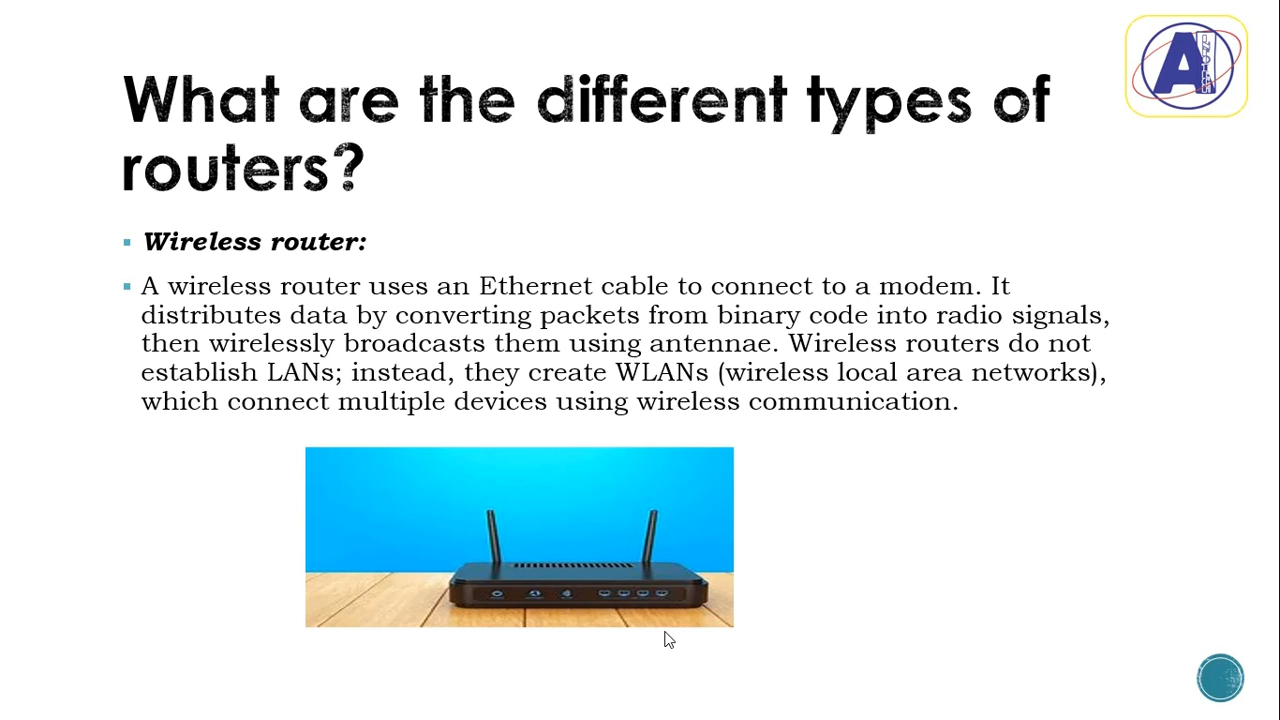 What are the different types of
routers?
Wireless router:
A wireless router uses an Ethernet cable to connect to a modem. It
distributes data by converting packets from binary code into radio signals,
then wirelessly broadcasts them using antennae. Wireless routers do not
establish LANs; instead, they create WLANs (wireless local area networks),
which connect multiple devices using wireless communication.
A